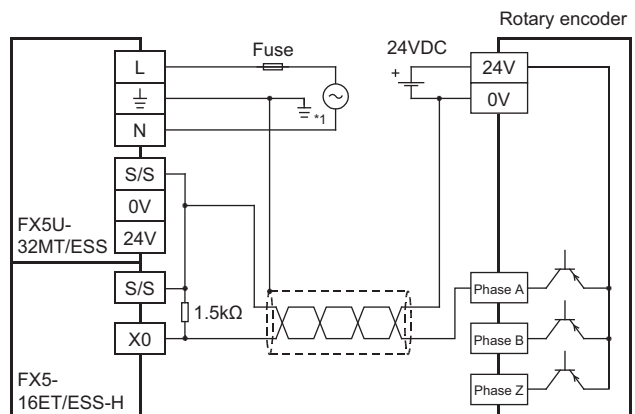 Rotary encoder
L
Fuse
24VDC
+
24V
0V
*1
N
S/S
0V
24V
FX5U-
32MT/ESS
S/S
1.5kΩ
X0
FX5-
16ET/ESS-H
Phase A
Phase B
Phase Z